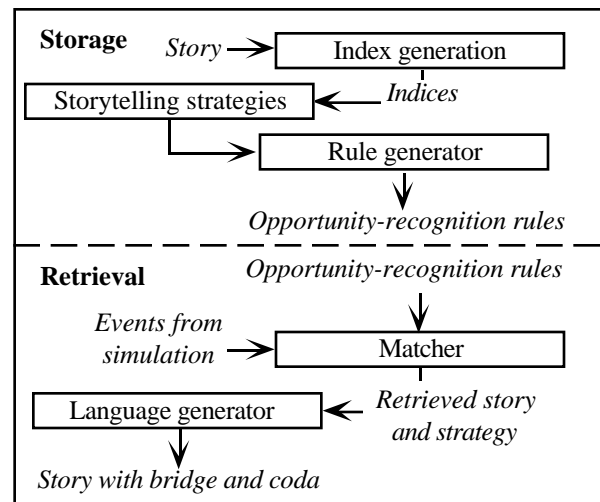 Storage
Story
Index generation
Indices
Storytelling strategies
Rule generator
Opportunity-recognition rules
Opportunity-recognition rules
Retrieval
Events from
simulation
Matcher
Retrieved story
and strategy
Language generator
Story with bridge and coda